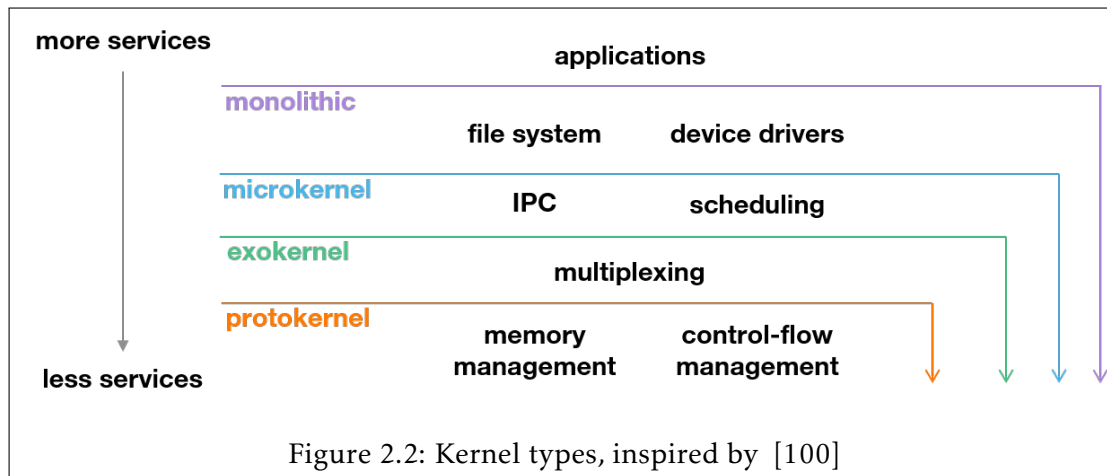 more services
applications
monolithic
file system device drivers
microkernel
IPC scheduling
exokernel
multiplexing
protokernel
memory management
control-flow management
less services
Figure 2.2: Kernel types, inspired by [100]